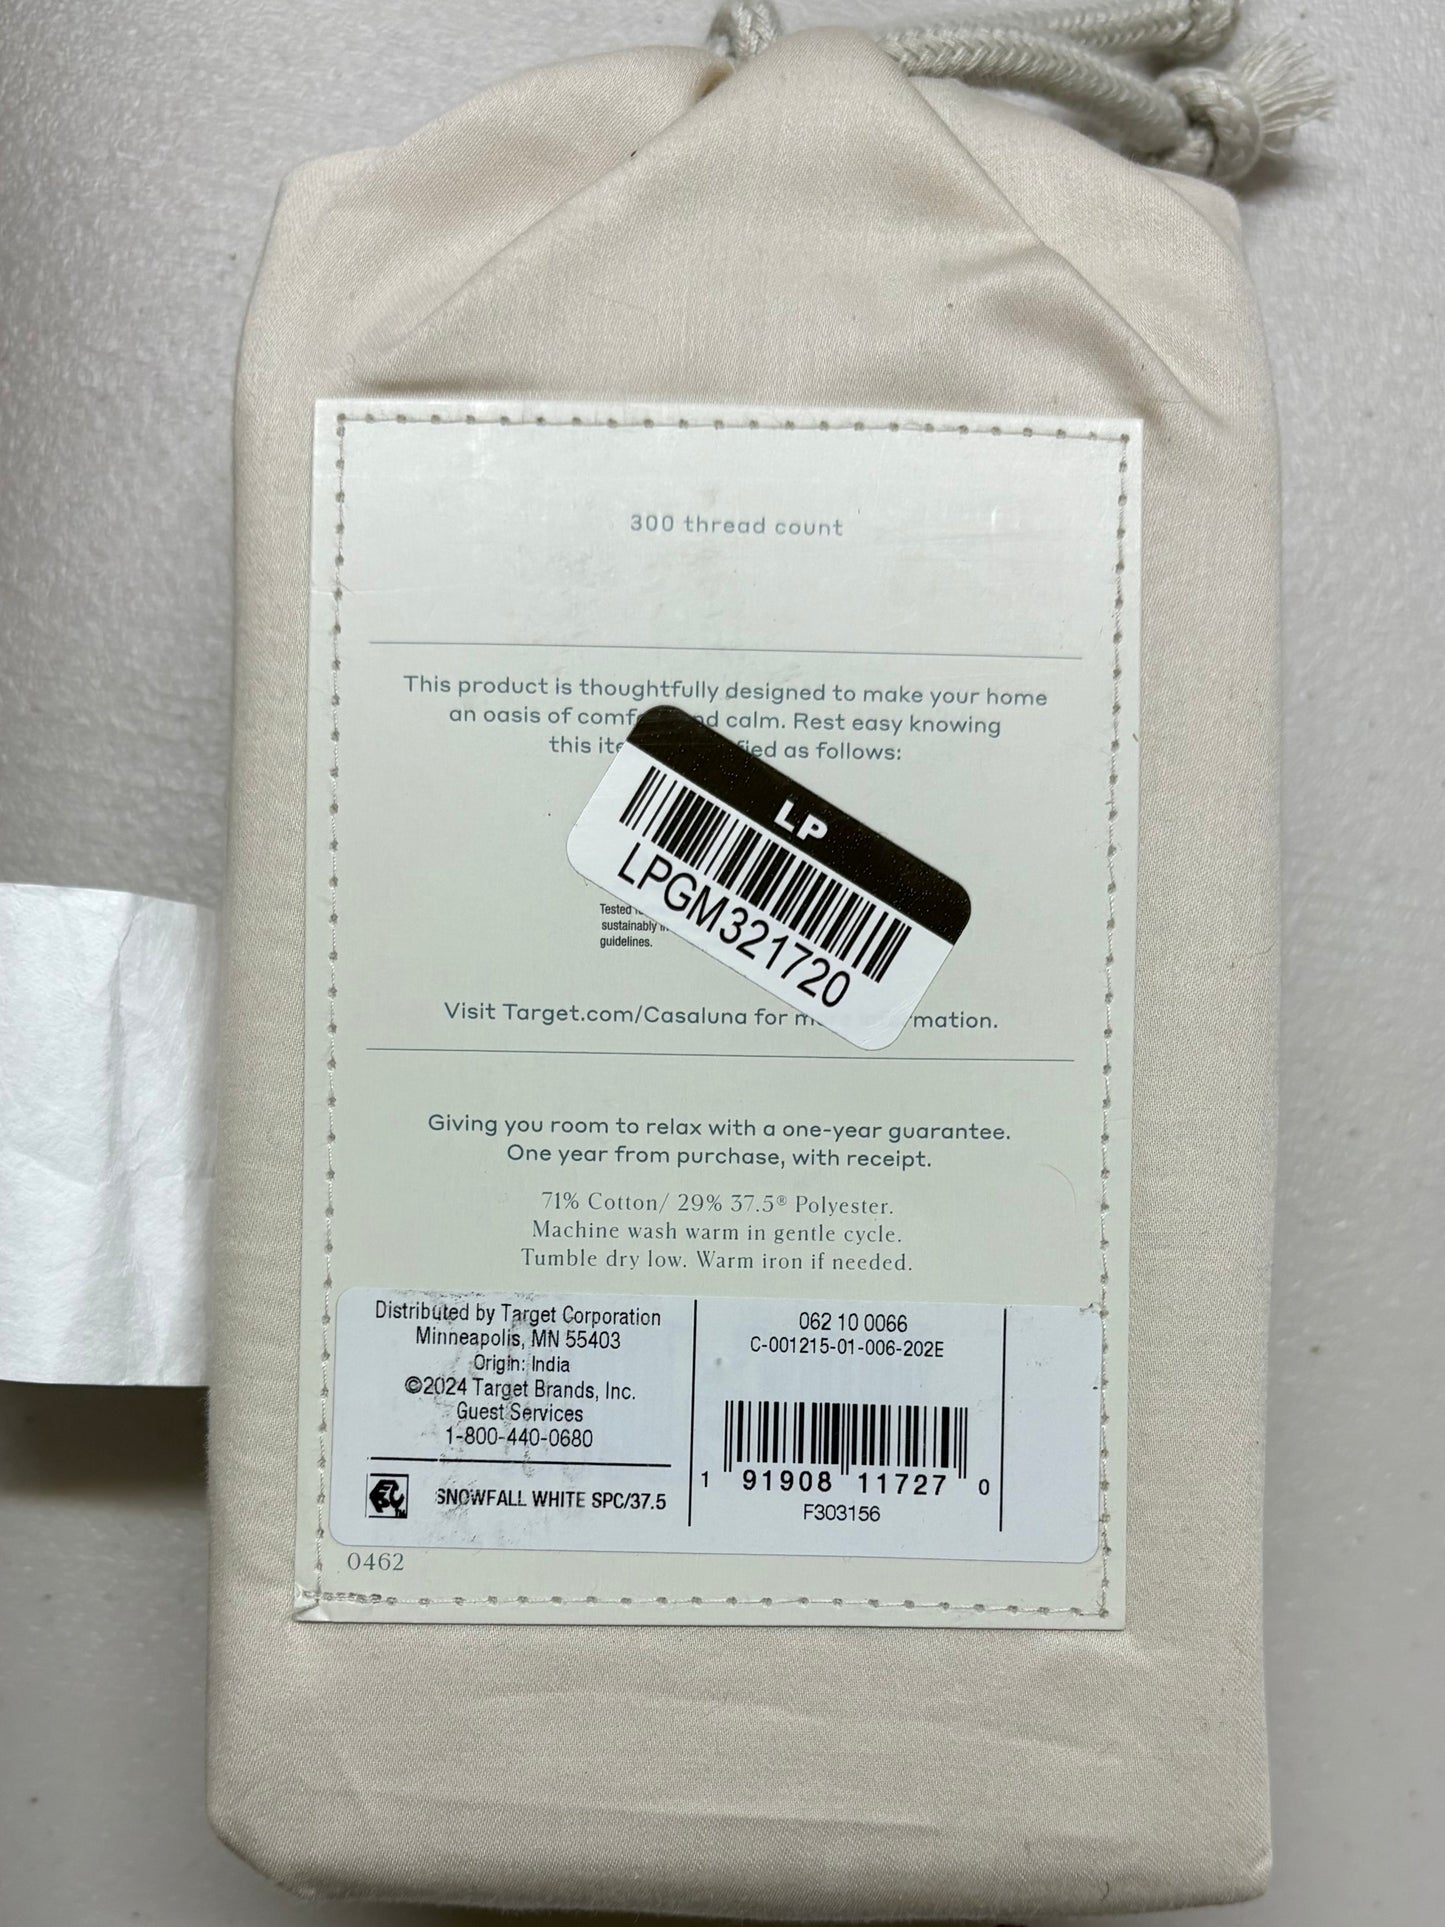 300 thread count
This product is thoughtfully designed to make your home
an oasis of calm. Rest easy knowing
this as follows:
LP
LPGM321720
Tested
sustainably
guidelines.
Visit Target.com/Casaluna for
Giving you room to relax with a one-year guarantee.
One year from purchase, with receipt.
71% Cotton/ 29% 37.5® Polyester.
Machine wash warm in gentle cycle.
Tumble dry low. Warm iron if needed.
Distributed by Target Corporation
Minneapolis, MN 55403
Origin: India
©2024 Target Brands, Inc.
Guest Services
1-800-440-0680
SNOWFALL WHITE SPC/37.5
062 10 0066
C-001215-01-006-202E
1 91908 11727 0
F303156
0462